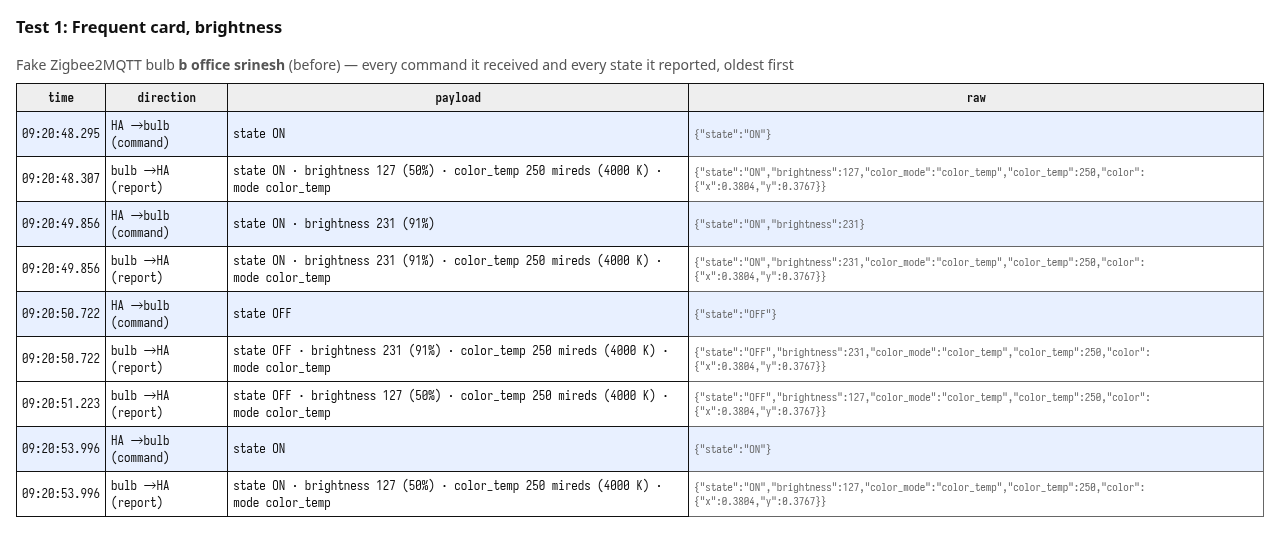 Test 1: Frequent card, brightness
Fake Zigbee2MQTT bulb b office srinesh (before) — every command it received and every state it reported, oldest first
time direction payload raw
09:20:48.295 HA →bulb (command) state ON {"state":"ON"}
09:20:48.307 bulb →HA (report) state ON · brightness 127 (50%) · color_temp 250 mireds (4000 K) · mode color_temp {"state":"ON","brightness":127,"color_mode":"color_temp","color_temp":250,"color":{"x":0.3804,"y":0.3767}}
09:20:49.856 HA →bulb (command) state ON · brightness 231 (91%) {"state":"ON","brightness":231}
09:20:49.856 bulb →HA (report) state ON · brightness 231 (91%) · color_temp 250 mireds (4000 K) · mode color_temp {"state":"ON","brightness":231,"color_mode":"color_temp","color_temp":250,"color":{"x":0.3804,"y":0.3767}}
09:20:50.722 HA →bulb (command) state OFF {"state":"OFF"}
09:20:50.722 bulb →HA (report) state OFF · brightness 231 (91%) · color_temp 250 mireds (4000 K) · mode color_temp {"state":"OFF","brightness":231,"color_mode":"color_temp","color_temp":250,"color":{"x":0.3804,"y":0.3767}}
09:20:51.223 bulb →HA (report) state OFF · brightness 127 (50%) · color_temp 250 mireds (4000 K) · mode color_temp {"state":"OFF","brightness":127,"color_mode":"color_temp","color_temp":250,"color":{"x":0.3804,"y":0.3767}}
09:20:53.996 HA →bulb (command) state ON {"state":"ON"}
09:20:53.996 bulb →HA (report) state ON · brightness 127 (50%) · color_temp 250 mireds (4000 K) · mode color_temp {"state":"ON","brightness":127,"color_mode":"color_temp","color_temp":250,"color":{"x":0.3804,"y":0.3767}}